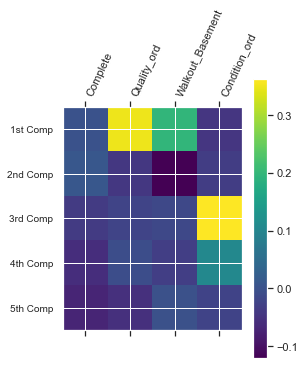 Complete
Quality_ord
Walkout_Basement
Condition_ord
1st Comp
2nd Comp
3rd Comp
4th Comp
5th Comp
0.3
0.2
0.1
0.0
−0.1